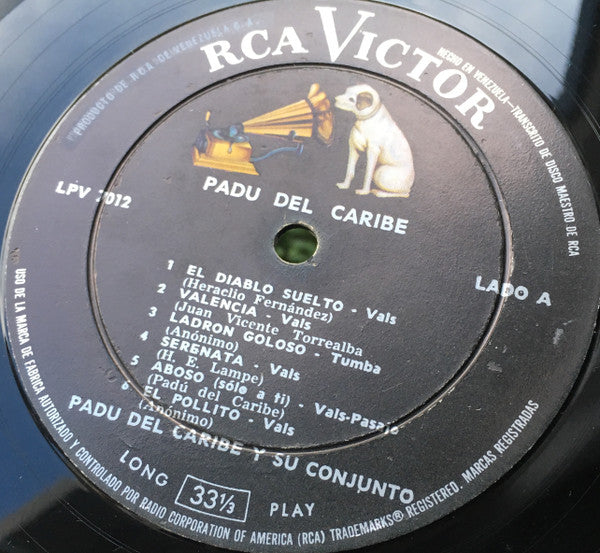 PRODUCTO DE R.C.A. DE VENEZUELA C.A.
RCA VICTOR
HECHO EN VENEZUELA—TRANSCRITO DE DISCO MAESTRO DE RCA
PADU DEL CARIBE
LPV 7012
LADO A
1 EL DIABLO SUELTO - Vals
(Heraclio Fernández)
2 VALENCIA - Vals
(Juan Vicente Torrealba
3 LADRON GOLOSO - Tumba
(Anónimo)
4 SERENATA - Vals
(H. E. Lampe)
5 ABOSO (sólo a ti) - Vals-Pasaje
(Padú del Caribe)
6 EL POLLITO - Vals
(Anónimo)
PADU DEL CARIBE Y SU CONJUNTO
LONG 33⅓ PLAY
USO DE LA MARCA DE FABRICA AUTORIZADO Y CONTROLADO POR RADIO CORPORATION OF AMERICA (RCA) TRADEMARKS® REGISTERED. MARCAS REGISTRADAS